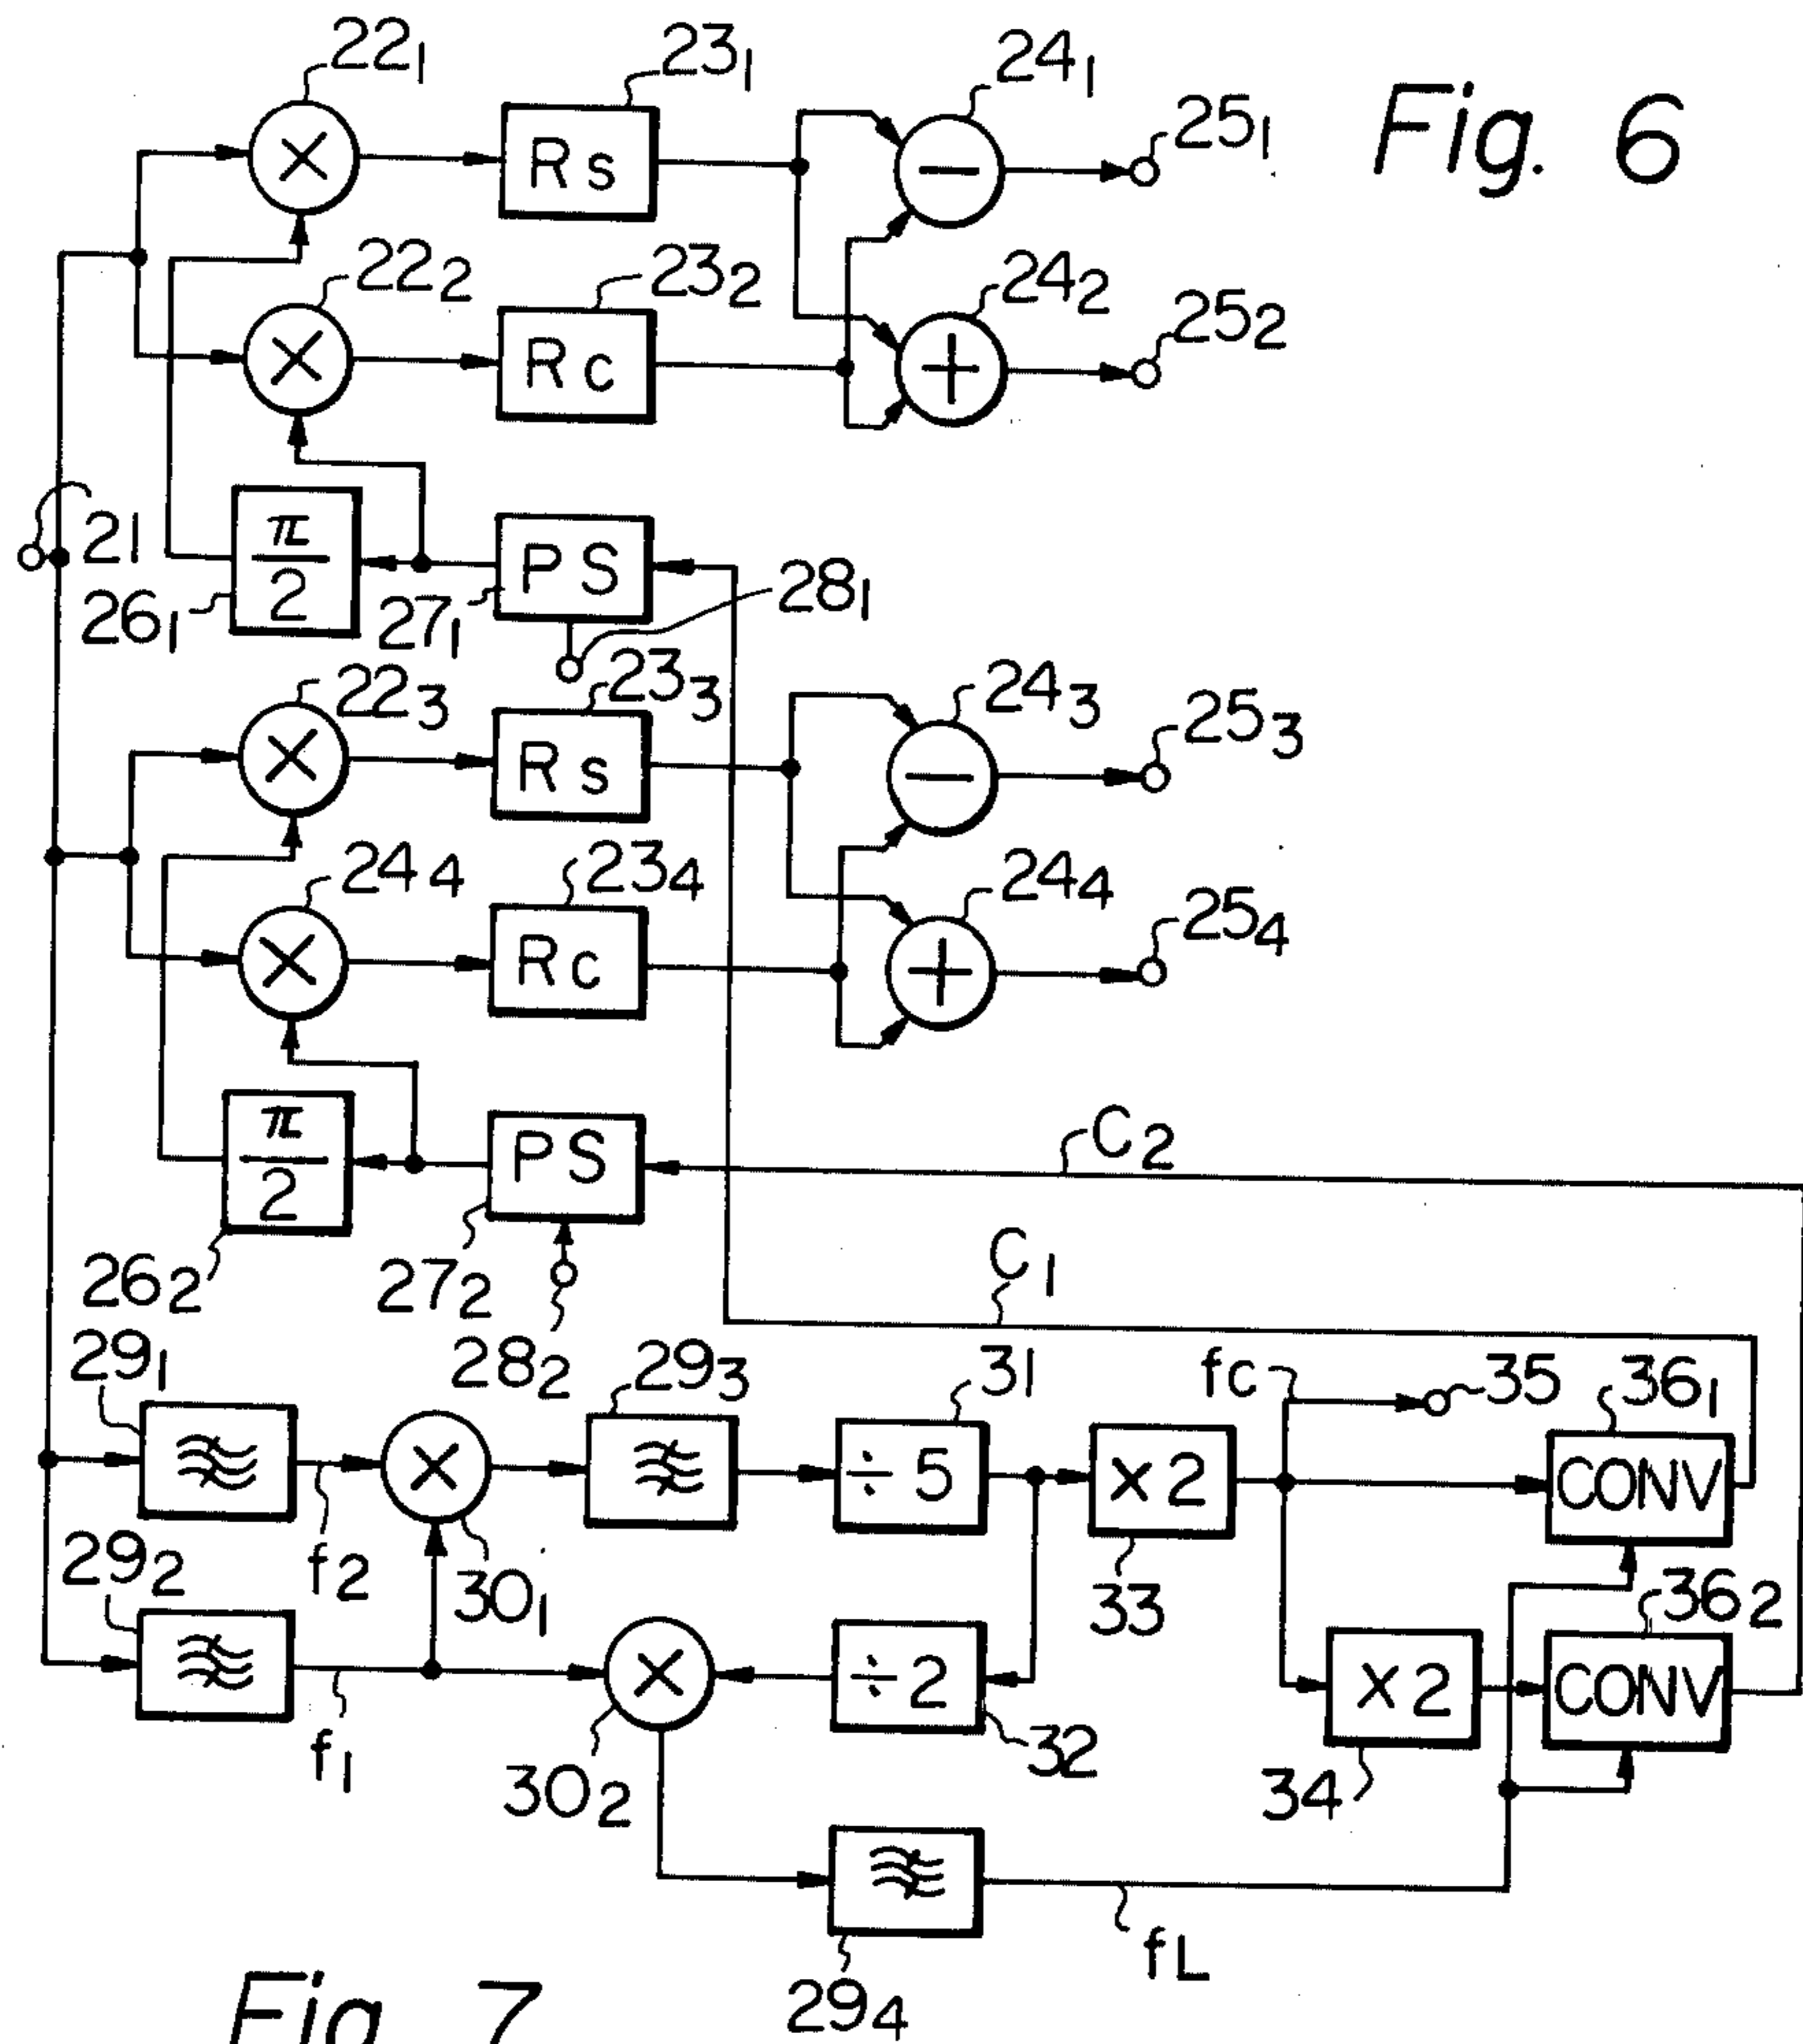 22₁
23₁
24₁
25₁
Fig. 6
Rs
22₂
23₂
24₂
25₂
Rc
21
π/2
PS
26₁
27₁
28₁
22₃
23₃
24₃
25₃
Rs
24₄
23₄
24₄
25₄
Rc
π/2
PS
C₂
26₂
27₂
28₂
C₁
29₁
29₃
31
fc
35
36₁
÷5
×2
CONV
29₂
f₂
30₁
33
36₂
÷2
×2
CONV
f₁
30₂
32
34
fL
29₄
Fig. 7